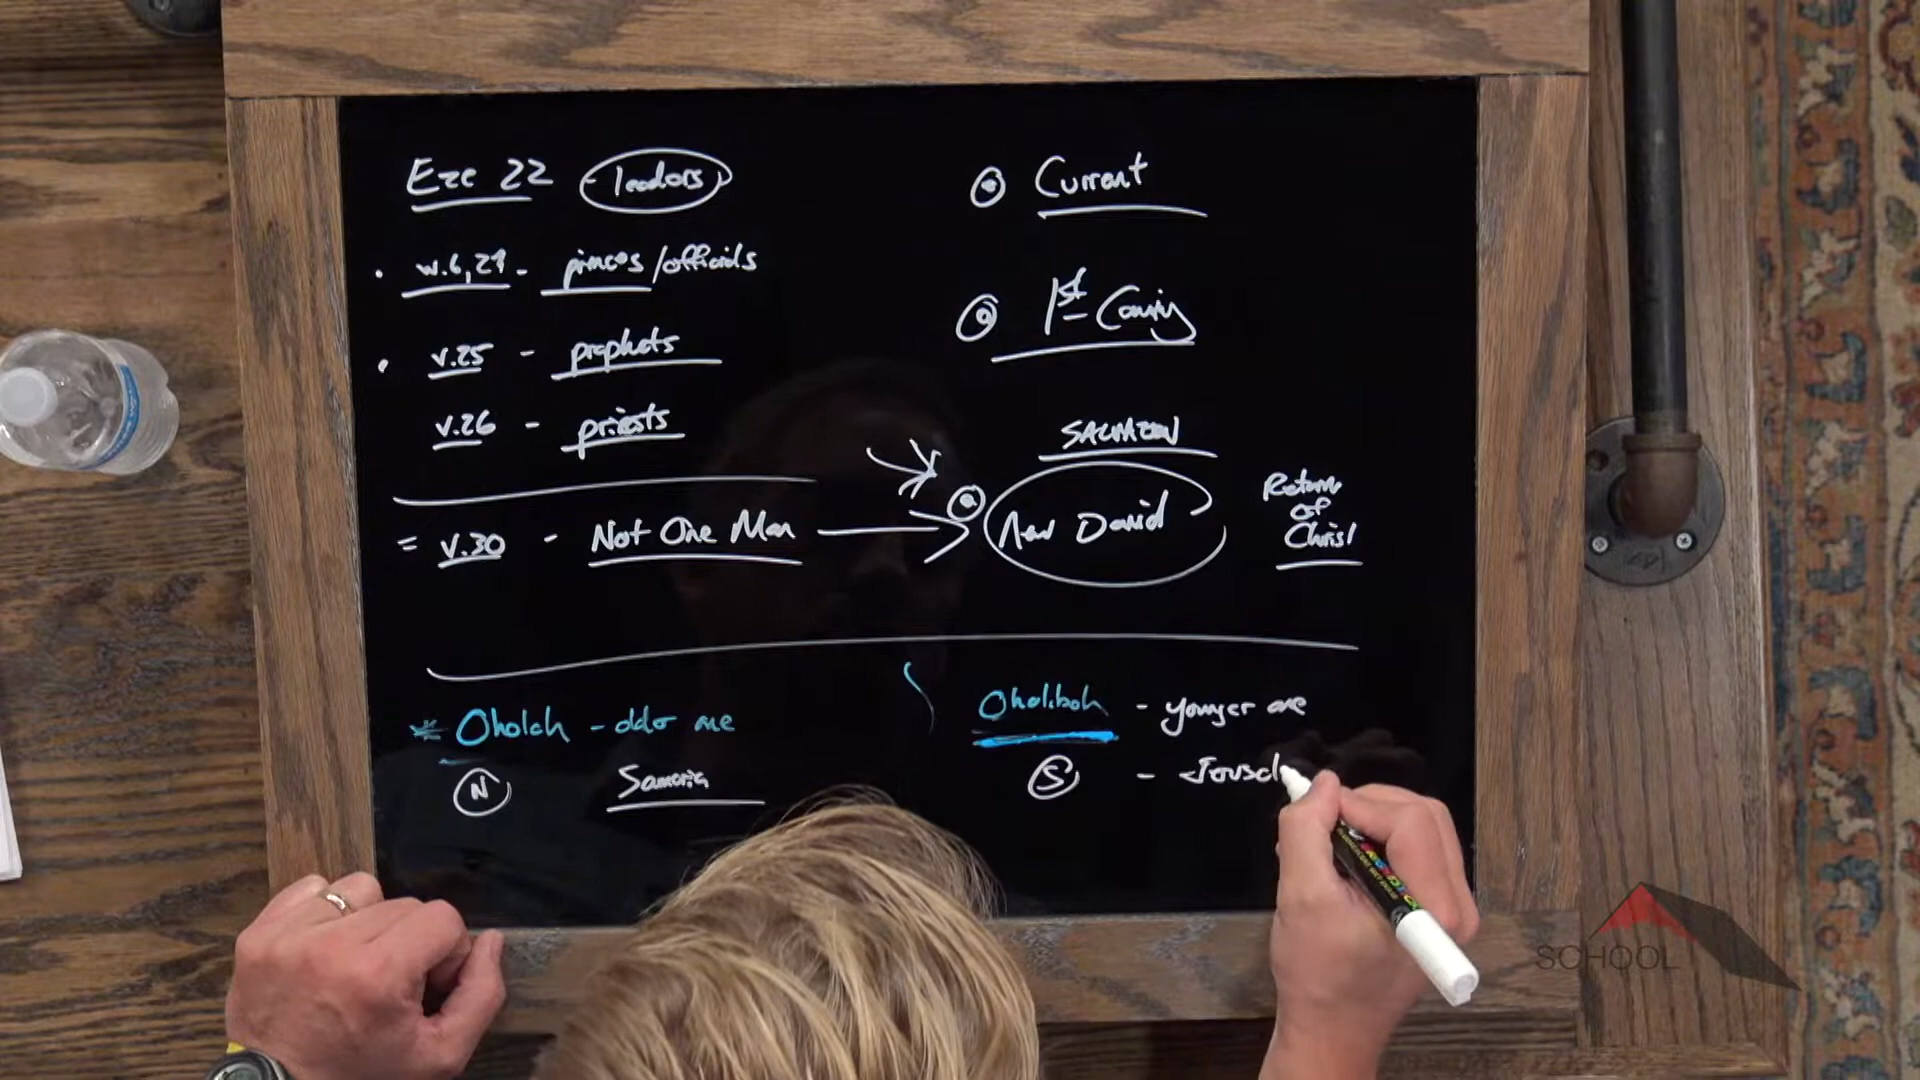 Eze 22 leaders
• vv.6,27 - princes/officials
• v.25 - prophets
v.26 - priests
= v.30 - Not One Man
Current
1st Coming
SALVATION
New David
Return
of
Christ
* Oholah - older one
N Samaria
Oholibah - younger one
S - Jerusal
SCHOOL